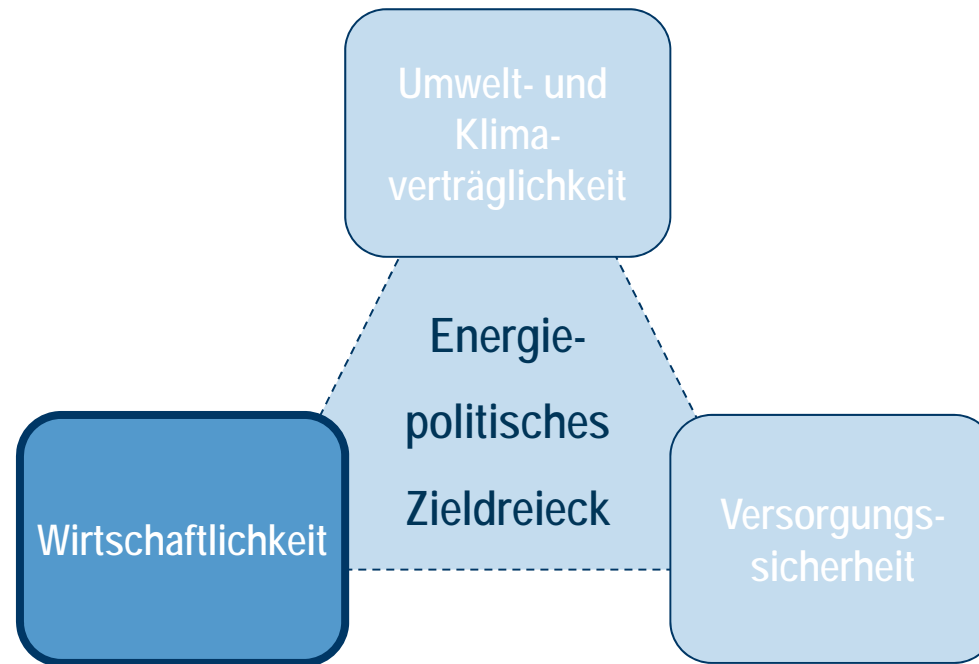 Umwelt- und
Klima-
verträglichkeit
Energie-
politisches
Zieldreieck
Wirtschaftlichkeit
Versorgungs-
sicherheit